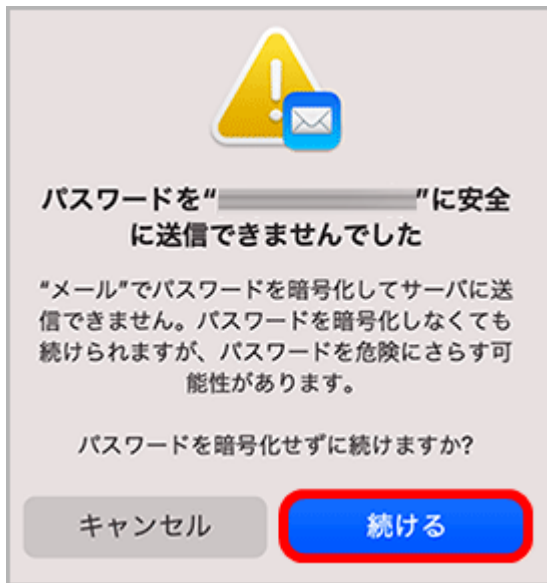 パスワードを“ ”に安全
に送信できませんでした
“メール”でパスワードを暗号化してサーバに送
信できません。パスワードを暗号化しなくても
続けられますが、パスワードを危険にさらす可
能性があります。
パスワードを暗号化せずに続けますか?
キャンセル
続ける